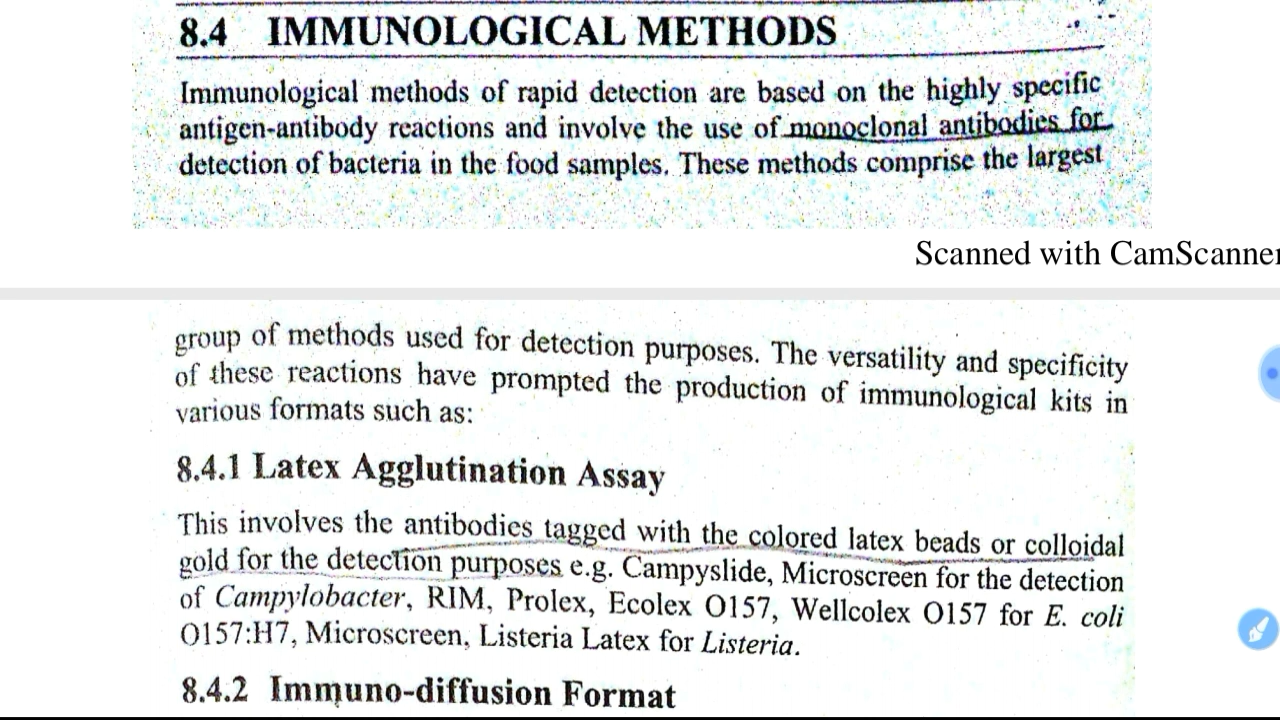 8.4 IMMUNOLOGICAL METHODS
Immunological methods of rapid detection are based on the highly specific
antigen-antibody reactions and involve the use of monoclonal antibodies for
detection of bacteria in the food samples. These methods comprise the largest
Scanned with CamScanner
group of methods used for detection purposes. The versatility and specificity
of these reactions have prompted the production of immunological kits in
various formats such as:
8.4.1 Latex Agglutination Assay
This involves the antibodies tagged with the colored latex beads or colloidal
gold for the detection purposes e.g. Campyslide, Microscreen for the detection
of Campylobacter, RIM, Prolex, Ecolex O157, Wellcolex O157 for E. coli
O157:H7, Microscreen, Listeria Latex for Listeria.
8.4.2 Immuno-diffusion Format